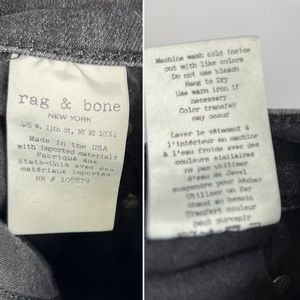 rag & bone
NEW YORK
425 W. 13th St, NY NY 10014
Made in the USA
with imported materials
Fabriqué Aux
Etats-Unis avec des
matériaux importés
RN # 108879
Machine wash cold inside
out with like colors
Do not use bleach
Hang to Dry
Use warm iron if
necessary
Color transfer
may occur
Laver le vêtement à
l'intérieur en machine
à l'eau froide avec des
couleurs similaires
ne pas utiliser
d'eau de Javel
suspendre pour sécher
Utiliser un fer
chaud au besoin
Tranfert couleur
peut survenir